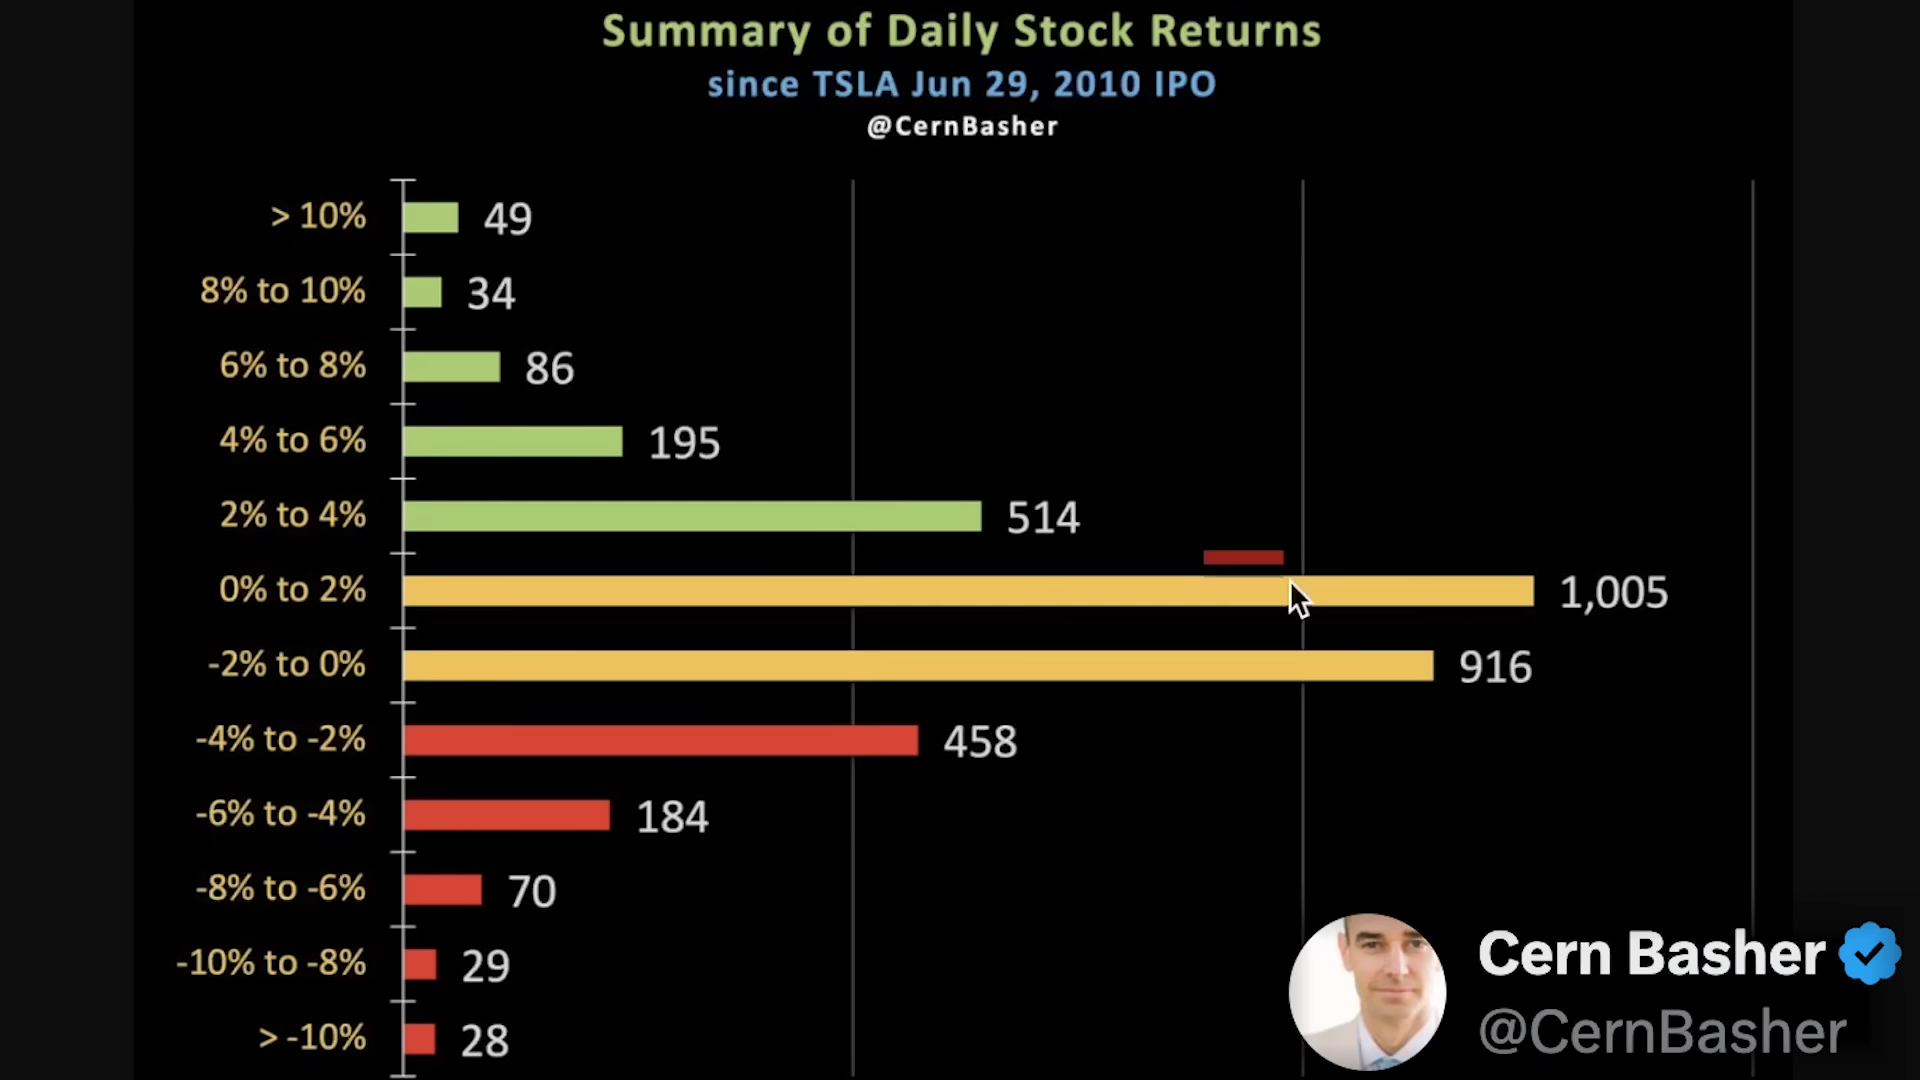 Summary of Daily Stock Returns
since TSLA Jun 29, 2010 IPO
@CernBasher
> 10% 49
8% to 10% 34
6% to 8% 86
4% to 6% 195
2% to 4% 514
0% to 2% 1,005
-2% to 0% 916
-4% to -2% 458
-6% to -4% 184
-8% to -6% 70
-10% to -8% 29
> -10% 28
Cern Basher
@CernBasher